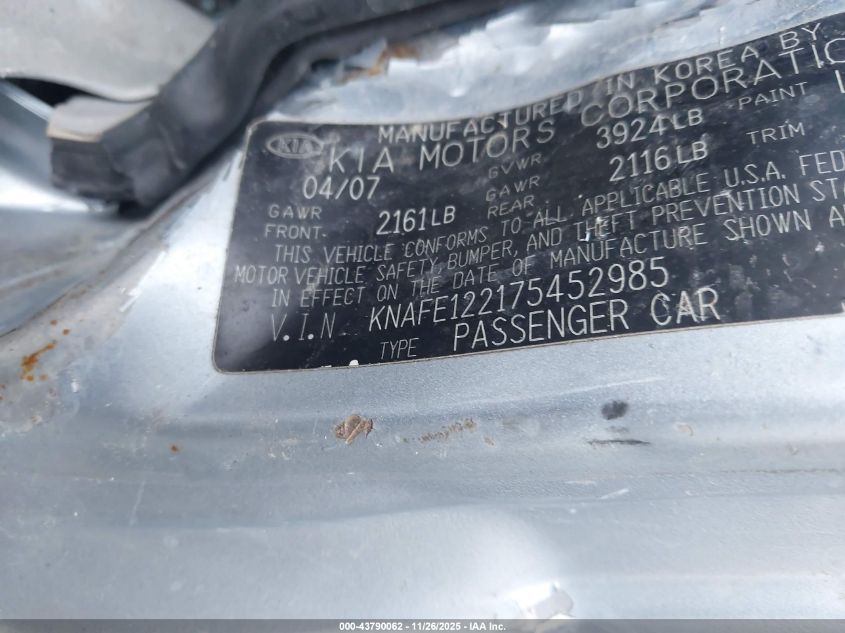 KIA
MANUFACTURED IN KOREA BY
KIA MOTORS CORPORATIO
04/07 GVWR 3924LB PAINT
GAWR FRONT 2161LB GAWR REAR 2116LB TRIM
THIS VEHICLE CONFORMS TO ALL APPLICABLE U.S.A. FED
MOTOR VEHICLE SAFETY, BUMPER, AND THEFT PREVENTION STA
IN EFFECT ON THE DATE OF MANUFACTURE SHOWN A
V.I.N KNAFE122175452985
TYPE PASSENGER CAR
000-43790062 — 11/26/2025 — IAA Inc.